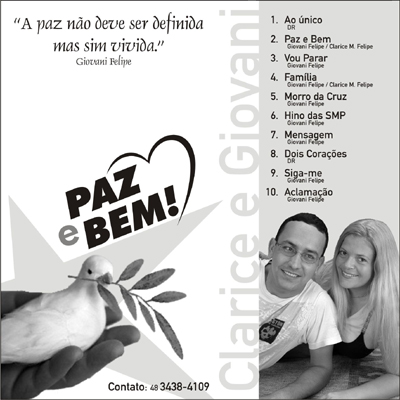 “A paz não deve ser definida
mas sim vivida.”
Giovani Felipe
PAZ
e BEM!
Contato: 48 3438-4109
Clarice e Giovani
1. Ao único
DR
2. Paz e Bem
Giovani Felipe / Clarice M. Felipe
3. Vou Parar
Giovani Felipe
4. Família
Giovani Felipe / Clarice M. Felipe
5. Morro da Cruz
Giovani Felipe
6. Hino das SMP
Giovani Felipe
7. Mensagem
Giovani Felipe
8. Dois Corações
DR
9. Siga-me
Giovani Felipe
10. Aclamação
Giovani Felipe